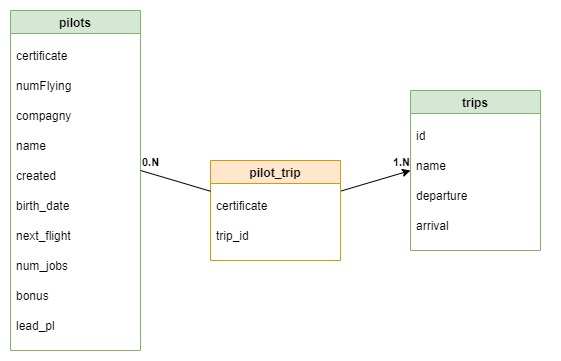 pilots
certificate
numFlying
compagny
name
created
birth_date
next_flight
num_jobs
bonus
lead_pl
0.N
pilot_trip
certificate
trip_id
1.N
trips
id
name
departure
arrival